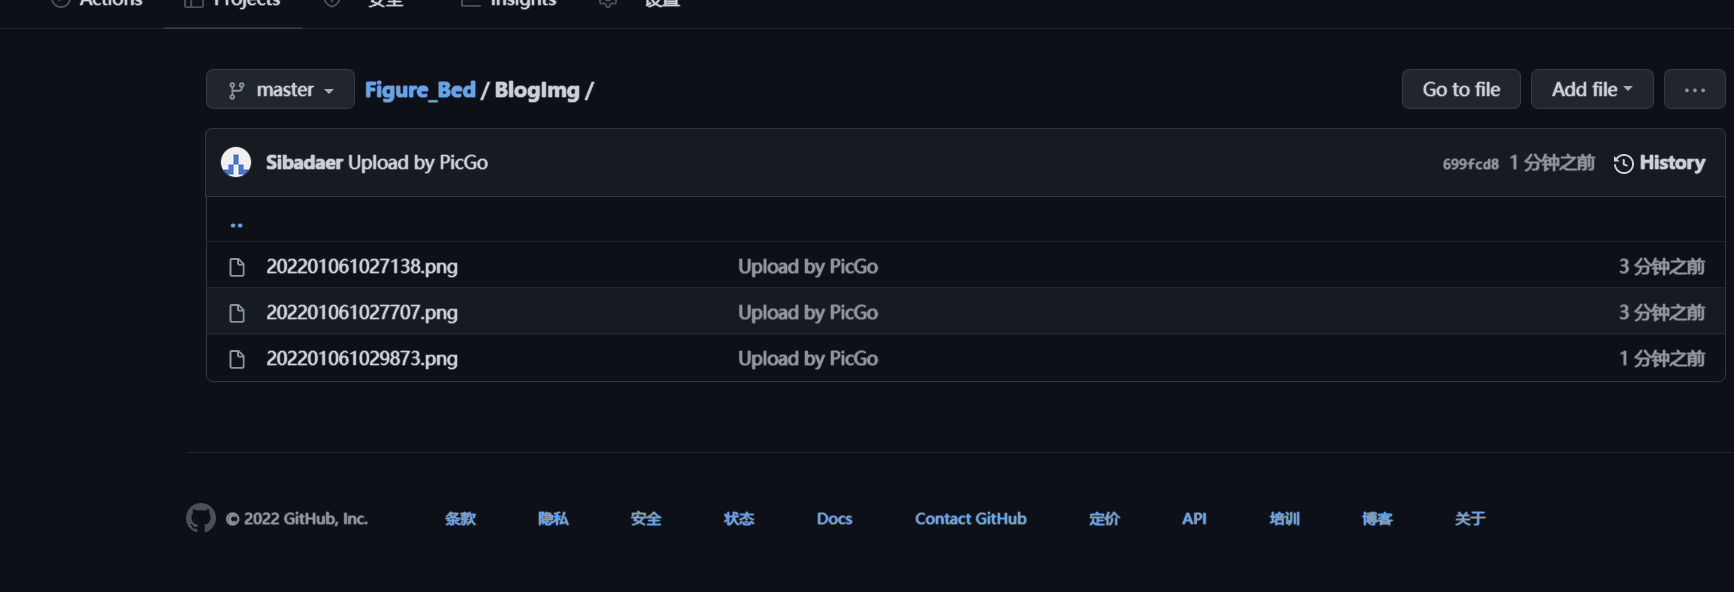 Actions Projects 安全 Insights 设置
master Figure_Bed / BlogImg / Go to file Add file ...
Sibadaer Upload by PicGo 699fcd8 1 分钟之前 History
..
202201061027138.png Upload by PicGo 3 分钟之前
202201061027707.png Upload by PicGo 3 分钟之前
202201061029873.png Upload by PicGo 1 分钟之前
© 2022 GitHub, Inc. 条款 隐私 安全 状态 Docs Contact GitHub 定价 API 培训 博客 关于